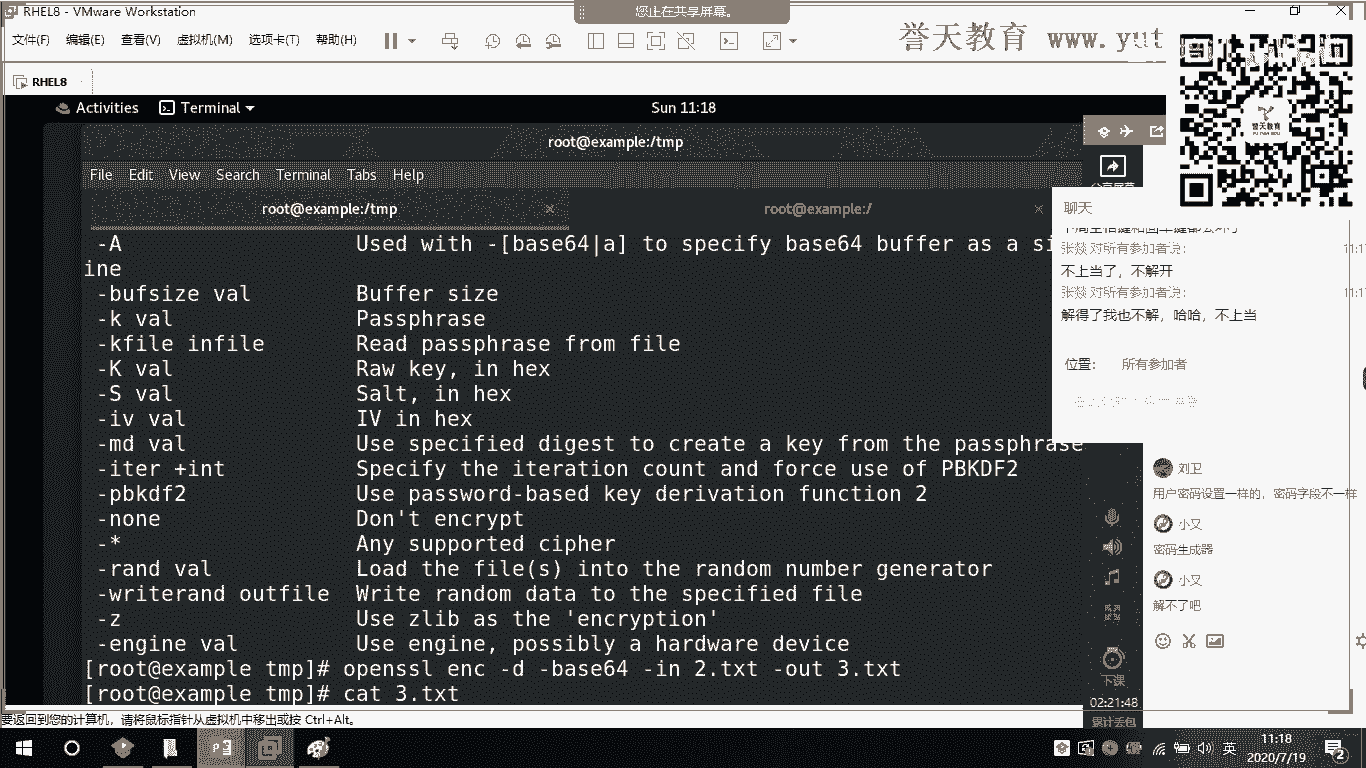 RHEL8 - VMware Workstation
您正在共享屏幕。
文件(F) 编辑(E) 查看(V) 虚拟机(M) 选项卡(T) 帮助(H)
誉天教育 www.yut
RHEL8
誉天教育
Activities Terminal Sun 11:18
root@example:/tmp
File Edit View Search Terminal Tabs Help
root@example:/tmp root@example:/
-A Used with -[base64|a] to specify base64 buffer as a
ine
-bufsize val Buffer size
-k val Passphrase
-kfile infile Read passphrase from file
-K val Raw key, in hex
-S val Salt, in hex
-iv val IV in hex
-md val Use specified digest to create a key from the passphrase
-iter +int Specify the iteration count and force use of PBKDF2
-pbkdf2 Use password-based key derivation function 2
-none Don't encrypt
-* Any supported cipher
-rand val Load the file(s) into the random number generator
-writerand outfile Write random data to the specified file
-z Use zlib as the 'encryption'
-engine val Use engine, possibly a hardware device
[root@example tmp]# openssl enc -d -base64 -in 2.txt -out 3.txt
[root@example tmp]# cat 3.txt
聊天
张燚 对所有参加者说:
不上当了，不解开
张燚 对所有参加者说:
解得了我也不解，哈哈，不上当
位置: 所有参加者
刘卫
用户密码设置一样的，密码字段不一样
小又
密码生成器
小又
解不了吧
下课
02:21:48
累计丢包
要返回到您的计算机，请将鼠标指针从虚拟机中移出或按 Ctrl+Alt。
英
11:18
2020/7/19
2